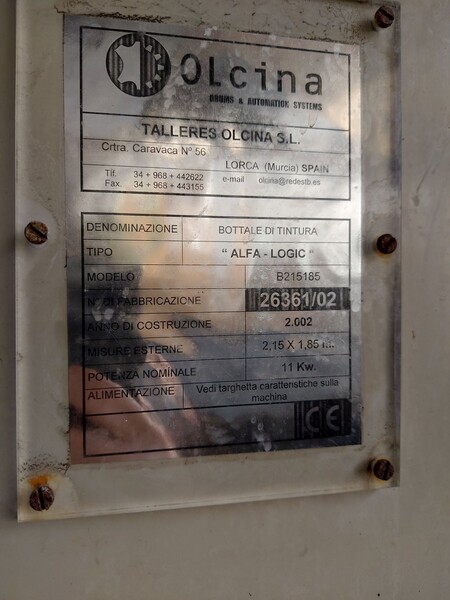 OLcina
DRUMS & AUTOMATION SYSTEMS
TALLERES OLCINA S.L.
Crtra. Caravaca Nº 56
LORCA (Murcia) SPAIN
Tlf. 34 + 968 + 442622
e-mail olcina@redestb.es
Fax. 34 + 968 + 443155
DENOMINAZIONE BOTTALE DI TINTURA
TIPO " ALFA - LOGIC "
MODELO B215185
N° DI FABBRICAZIONE 26361/02
ANNO DI COSTRUZIONE 2.002
MISURE ESTERNE 2,15 X 1,85 m.
POTENZA NOMINALE 11 Kw.
ALIMENTAZIONE Vedi targhetta caratteristiche sulla
machina
CE